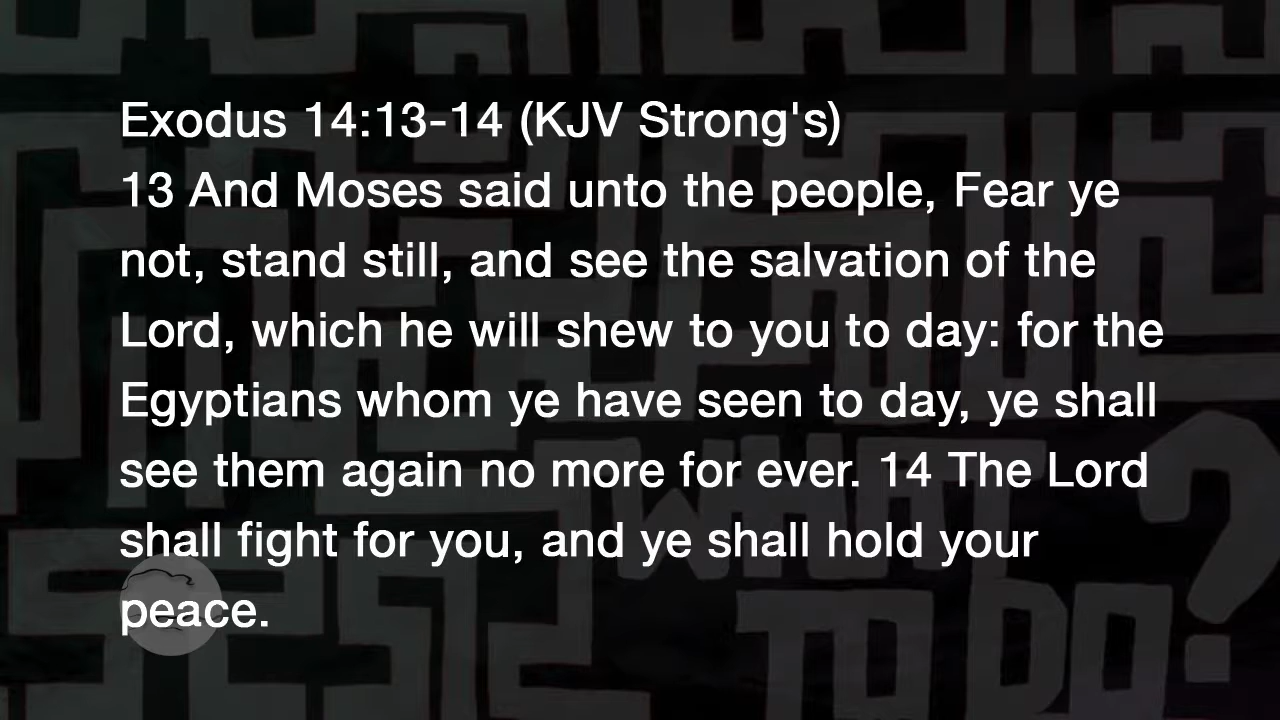 Exodus 14:13-14 (KJV Strong's)
13 And Moses said unto the people, Fear ye
not, stand still, and see the salvation of the
Lord, which he will shew to you to day: for the
Egyptians whom ye have seen to day, ye shall
see them again no more for ever. 14 The Lord
shall fight for you, and ye shall hold your
peace.
WHAT
TO DO?